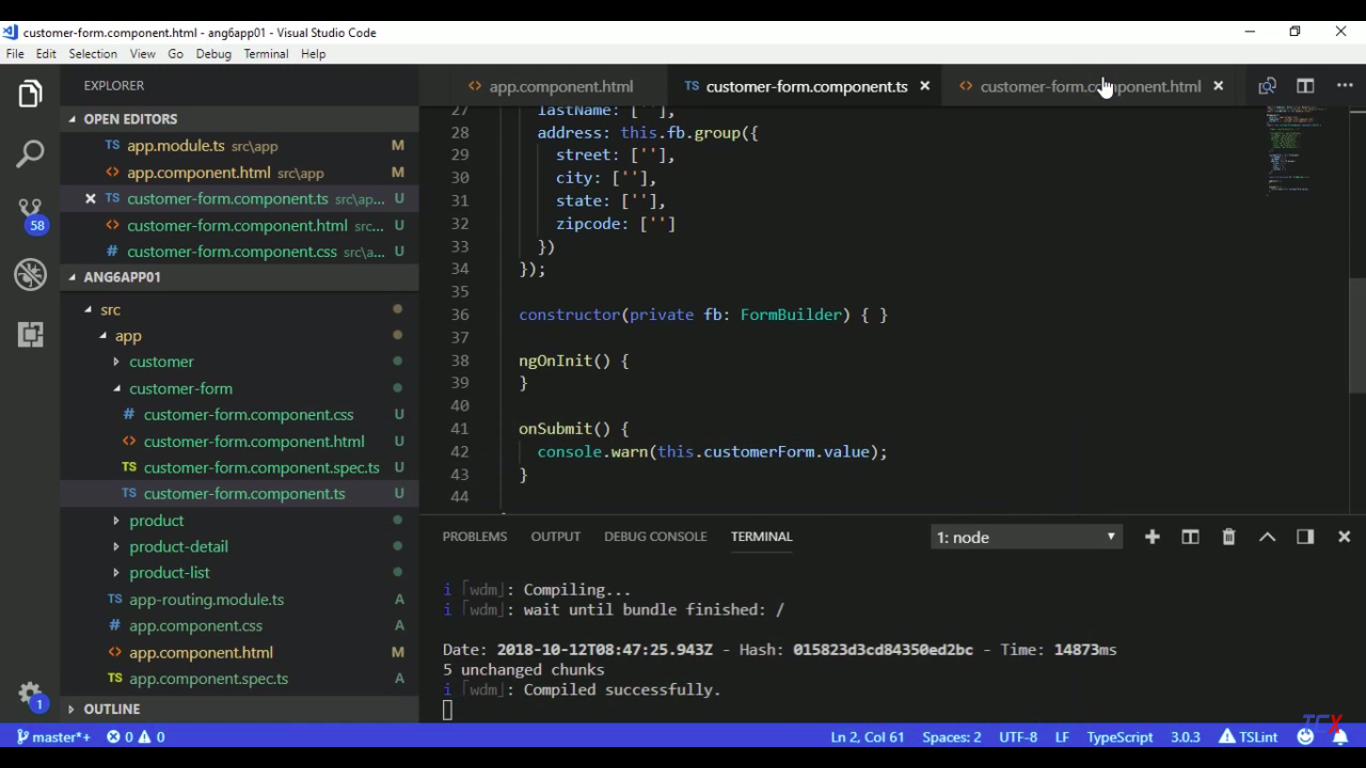 customer-form.component.html - ang6app01 - Visual Studio Code
File Edit Selection View Go Debug Terminal Help
EXPLORER
OPEN EDITORS
TS app.module.ts src\app M
<> app.component.html src\app M
TS customer-form.component.ts src\ap... U
<> customer-form.component.html src... U
# customer-form.component.css src\a... U
ANG6APP01
src
app
customer
customer-form
# customer-form.component.css U
<> customer-form.component.html U
TS customer-form.component.spec.ts U
TS customer-form.component.ts U
product
product-detail
product-list
TS app-routing.module.ts A
# app.component.css A
<> app.component.html M
TS app.component.spec.ts A
OUTLINE
58
1
<> app.component.html TS customer-form.component.ts <> customer-form.component.html
27 lastName: [''],
28 address: this.fb.group({
29 street: [''],
30 city: [''],
31 state: [''],
32 zipcode: ['']
33 })
34 });
35
36 constructor(private fb: FormBuilder) { }
37
38 ngOnInit() {
39 }
40
41 onSubmit() {
42 console.warn(this.customerForm.value);
43 }
44
PROBLEMS OUTPUT DEBUG CONSOLE TERMINAL 1: node
i ｢wdm｣: Compiling...
i ｢wdm｣: wait until bundle finished: /
Date: 2018-10-12T08:47:25.943Z - Hash: 015823d3cd84350ed2bc - Time: 14873ms
5 unchanged chunks
i ｢wdm｣: Compiled successfully.
master*+ 0 0 Ln 2, Col 61 Spaces: 2 UTF-8 LF TypeScript 3.0.3 TSLint